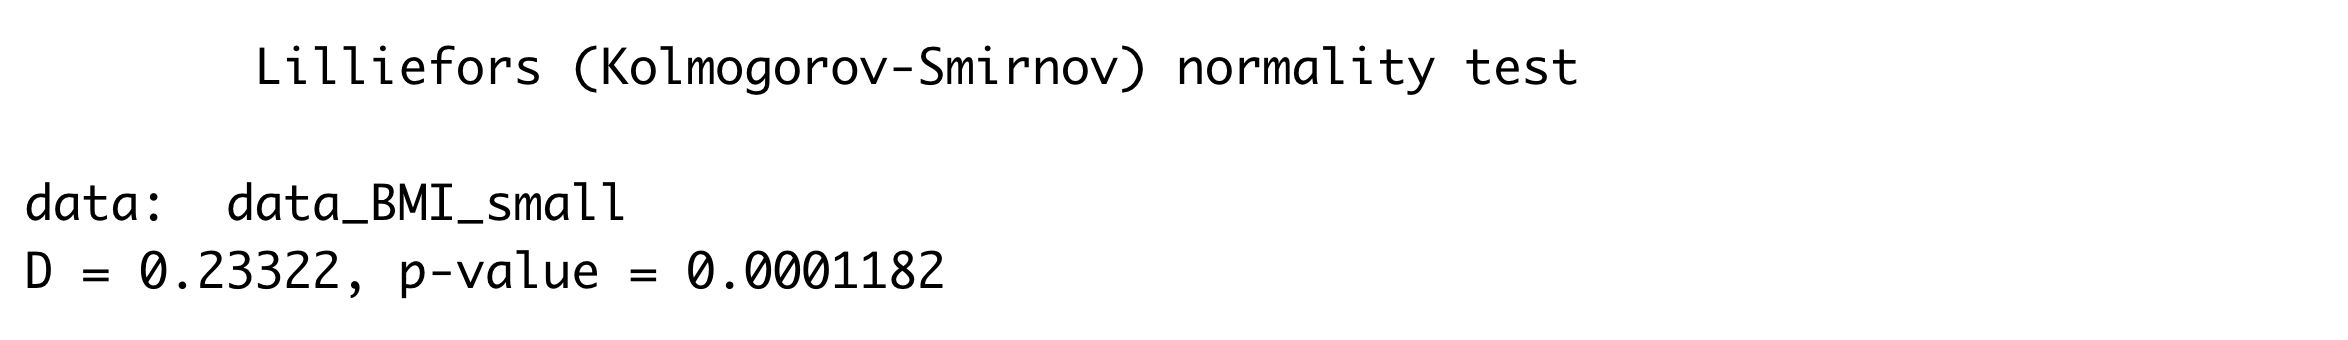 Lilliefors (Kolmogorov-Smirnov) normality test
data:  data_BMI_small
D = 0.23322, p-value = 0.0001182